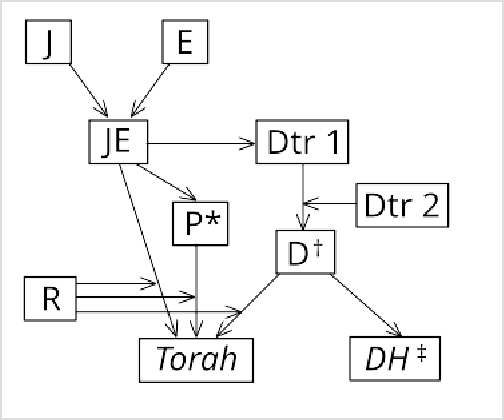 J
E
JE
Dtr 1
P*
Dtr 2
D†
R
Torah
DH ‡